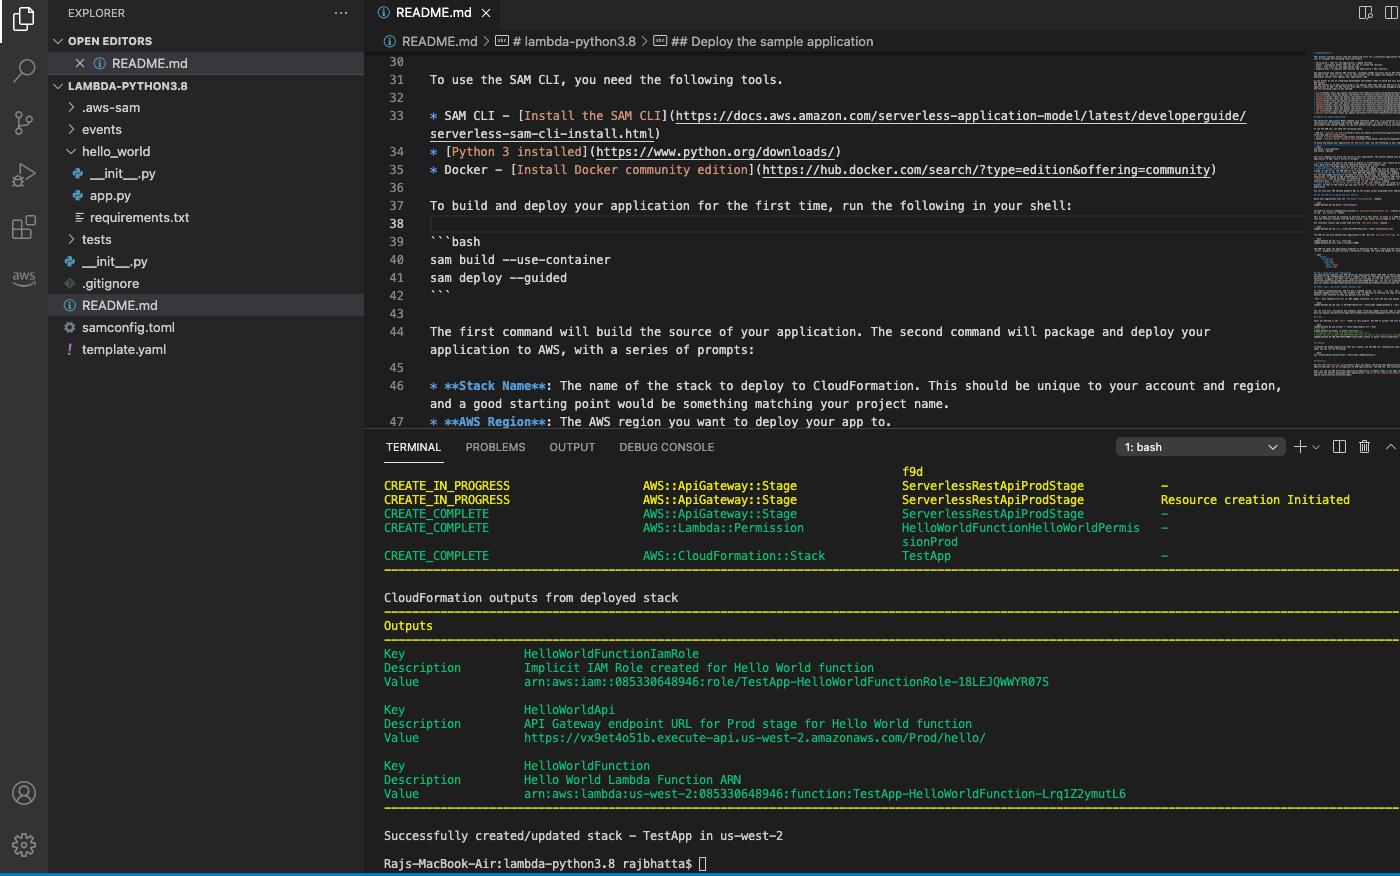 EXPLORER
···
OPEN EDITORS
README.md
LAMBDA-PYTHON3.8
.aws-sam
events
hello_world
__init__.py
app.py
requirements.txt
tests
__init__.py
.gitignore
README.md
samconfig.toml
! template.yaml
aws
README.md
README.md > abc # lambda-python3.8 > abc ## Deploy the sample application
30
31 To use the SAM CLI, you need the following tools.
32
33 * SAM CLI - [Install the SAM CLI](https://docs.aws.amazon.com/serverless-application-model/latest/developerguide/
serverless-sam-cli-install.html)
34 * [Python 3 installed](https://www.python.org/downloads/)
35 * Docker - [Install Docker community edition](https://hub.docker.com/search/?type=edition&offering=community)
36
37 To build and deploy your application for the first time, run the following in your shell:
38
39 ```bash
40 sam build --use-container
41 sam deploy --guided
42 ```
43
44 The first command will build the source of your application. The second command will package and deploy your
application to AWS, with a series of prompts:
45
46 * **Stack Name**: The name of the stack to deploy to CloudFormation. This should be unique to your account and region,
and a good starting point would be something matching your project name.
47 * **AWS Region**: The AWS region you want to deploy your app to.
TERMINAL PROBLEMS OUTPUT DEBUG CONSOLE
1: bash
f9d
CREATE_IN_PROGRESS AWS::ApiGateway::Stage ServerlessRestApiProdStage -
CREATE_IN_PROGRESS AWS::ApiGateway::Stage ServerlessRestApiProdStage Resource creation Initiated
CREATE_COMPLETE AWS::ApiGateway::Stage ServerlessRestApiProdStage -
CREATE_COMPLETE AWS::Lambda::Permission HelloWorldFunctionHelloWorldPermis -
sionProd
CREATE_COMPLETE AWS::CloudFormation::Stack TestApp -
CloudFormation outputs from deployed stack
Outputs
Key HelloWorldFunctionIamRole
Description Implicit IAM Role created for Hello World function
Value arn:aws:iam::085330648946:role/TestApp-HelloWorldFunctionRole-18LEJQWWYR07S
Key HelloWorldApi
Description API Gateway endpoint URL for Prod stage for Hello World function
Value https://vx9et4o51b.execute-api.us-west-2.amazonaws.com/Prod/hello/
Key HelloWorldFunction
Description Hello World Lambda Function ARN
Value arn:aws:lambda:us-west-2:085330648946:function:TestApp-HelloWorldFunction-Lrq1Z2ymutL6
Successfully created/updated stack - TestApp in us-west-2
Rajs-MacBook-Air:lambda-python3.8 rajbhatta$